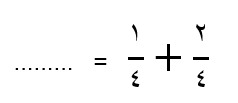 ٢/٤ + ١/٤ = .........